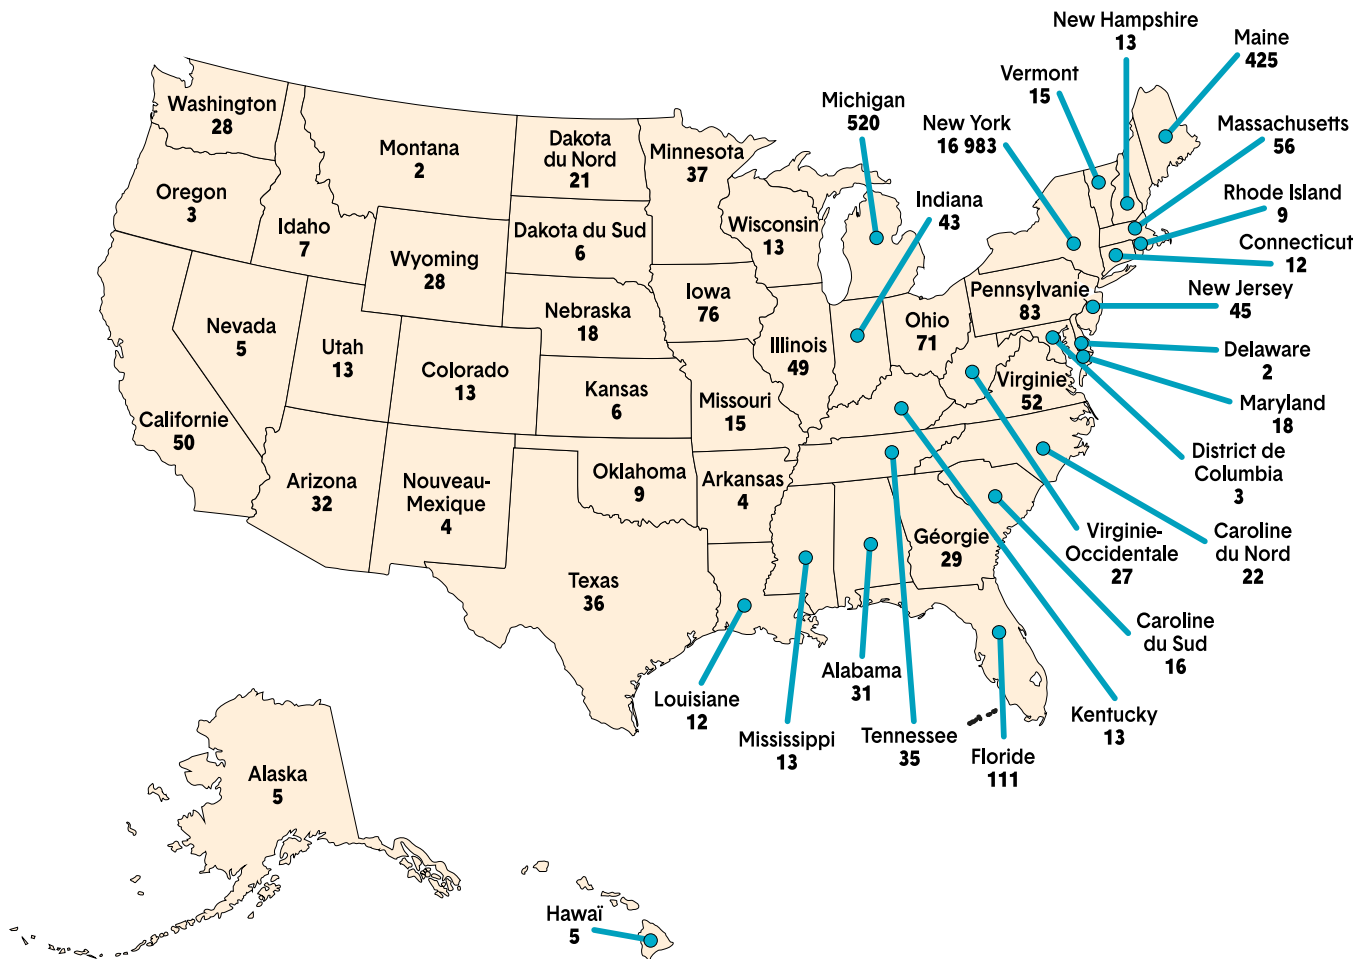 New Hampshire
13
Maine
425
Vermont
15
Michigan
520
New York
16 983
Massachusetts
56
Washington
28
Montana
2
Dakota
du Nord
21
Minnesota
37
Oregon
3
Idaho
7
Wyoming
28
Dakota du Sud
6
Wisconsin
13
Indiana
43
Rhode Island
9
Connecticut
12
New Jersey
45
Nevada
5
Utah
13
Colorado
13
Nebraska
18
Iowa
76
Illinois
49
Ohio
71
Pennsylvanie
83
Delaware
2
Californie
50
Kansas
6
Missouri
15
Virginie
52
Maryland
18
Arizona
32
Nouveau-
Mexique
4
Oklahoma
9
Arkansas
4
District de
Columbia
3
Texas
36
Géorgie
29
Virginie-
Occidentale
27
Caroline
du Nord
22
Louisiane
12
Mississippi
13
Alabama
31
Tennessee
35
Floride
111
Kentucky
13
Caroline
du Sud
16
Alaska
5
Hawaï
5